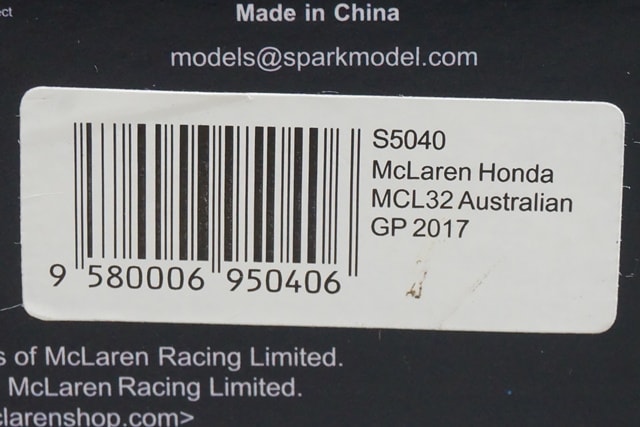 Made in China
models@sparkmodel.com
S5040
McLaren Honda
MCL32 Australian
GP 2017
9 580006 950406
s of McLaren Racing Limited.
McLaren Racing Limited.
clarenshop.com>